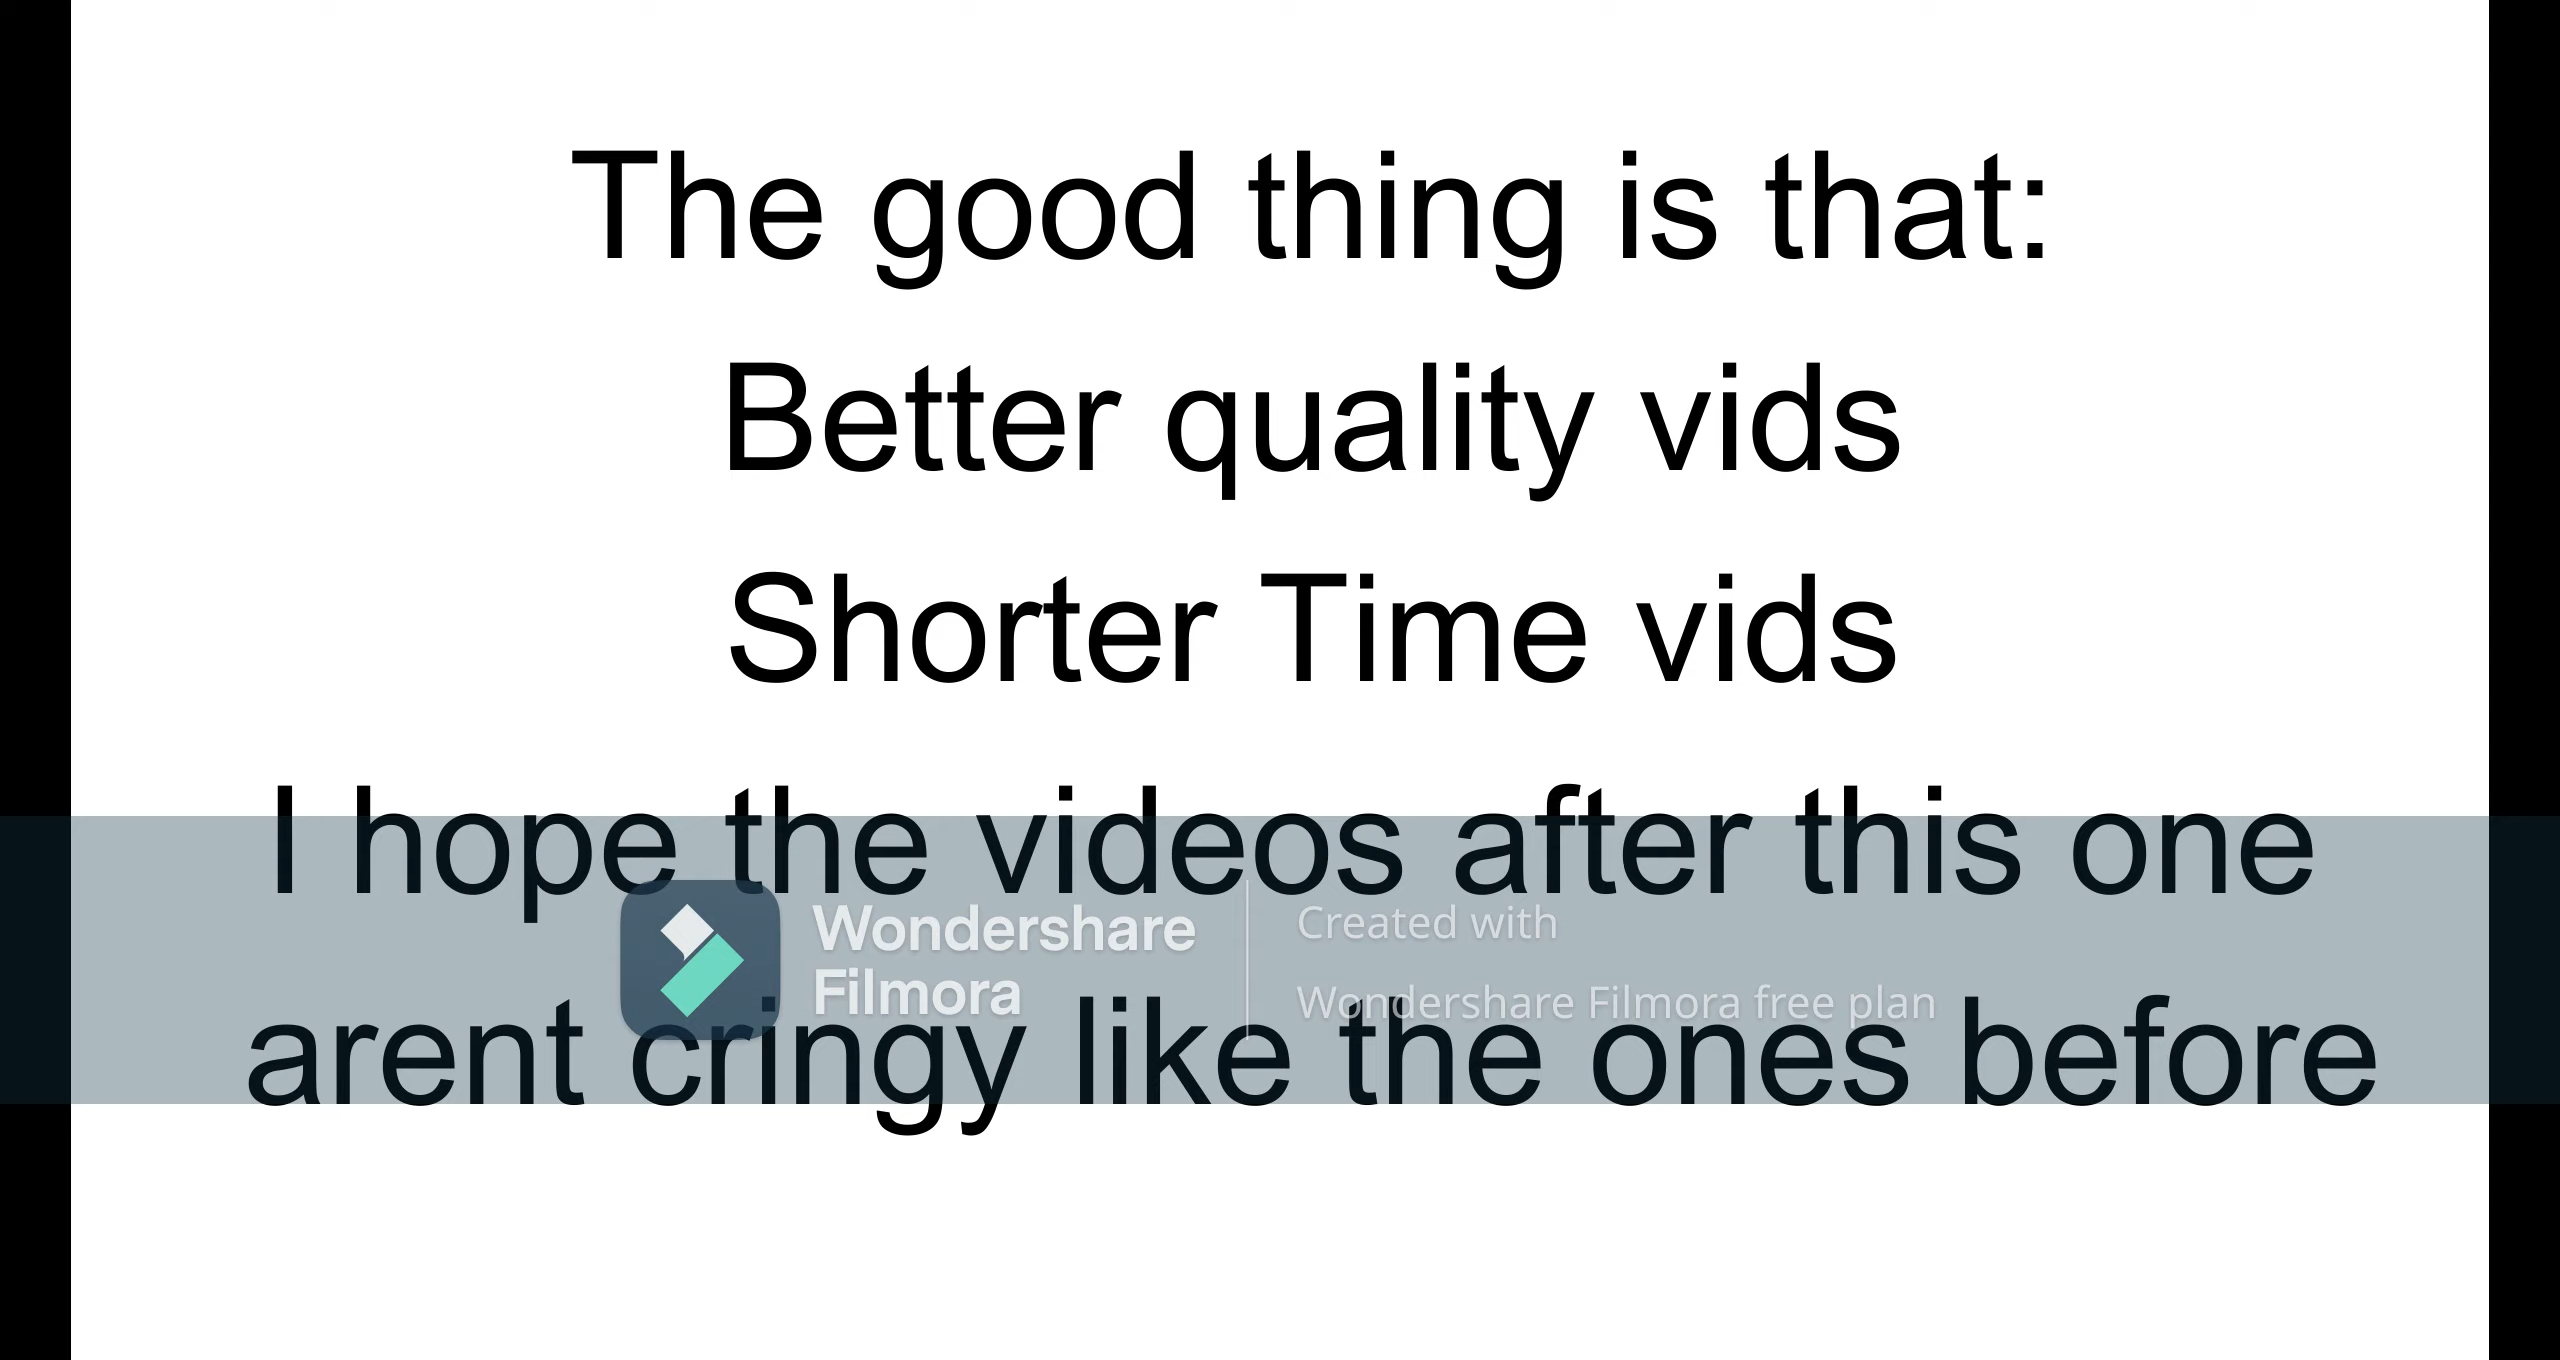 The good thing is that:
Better quality vids
Shorter Time vids
I hope the videos after this one
Wondershare
Filmora
Created with
Wondershare Filmora free plan
arent cringy like the ones before